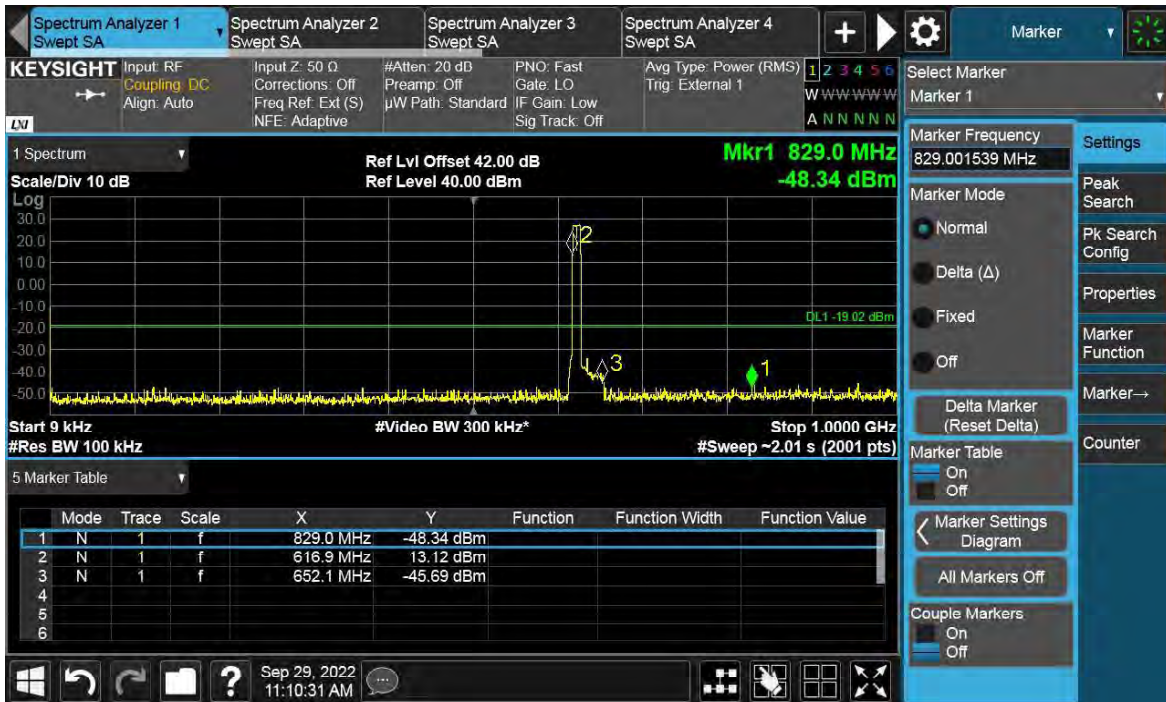 Spectrum Analyzer 1
Swept SA
Spectrum Analyzer 2
Swept SA
Spectrum Analyzer 3
Swept SA
Spectrum Analyzer 4
Swept SA
+
Marker
KEYSIGHT
LXI
Input: RF
Coupling: DC
Align: Auto
Input Z: 50 Ω
Corrections: Off
Freq Ref: Ext (S)
NFE: Adaptive
#Atten: 20 dB
Preamp: Off
µW Path: Standard
PNO: Fast
Gate: LO
IF Gain: Low
Sig Track: Off
Avg Type: Power (RMS)
Trig: External 1
1 2 3 4 5 6
W W W W W W
A N N N N N
Select Marker
Marker 1
1 Spectrum
Scale/Div 10 dB
Ref Lvl Offset 42.00 dB
Ref Level 40.00 dBm
Mkr1 829.0 MHz
-48.34 dBm
Log
30.0
20.0
10.0
0.00
-10.0
-20.0
-30.0
-40.0
-50.0
2
3
1
DL1 -19.02 dBm
Start 9 kHz
#Res BW 100 kHz
#Video BW 300 kHz*
Stop 1.0000 GHz
#Sweep ~2.01 s (2001 pts)
5 Marker Table
Mode Trace Scale X Y Function Function Width Function Value
1 N 1 f 829.0 MHz -48.34 dBm
2 N 1 f 616.9 MHz 13.12 dBm
3 N 1 f 652.1 MHz -45.69 dBm
4
5
6
Marker Frequency
829.001539 MHz
Marker Mode
Normal
Delta (Δ)
Fixed
Off
Delta Marker
(Reset Delta)
Marker Table
On
Off
Marker Settings
Diagram
All Markers Off
Couple Markers
On
Off
Settings
Peak
Search
Pk Search
Config
Properties
Marker
Function
Marker→
Counter
?
Sep 29, 2022
11:10:31 AM